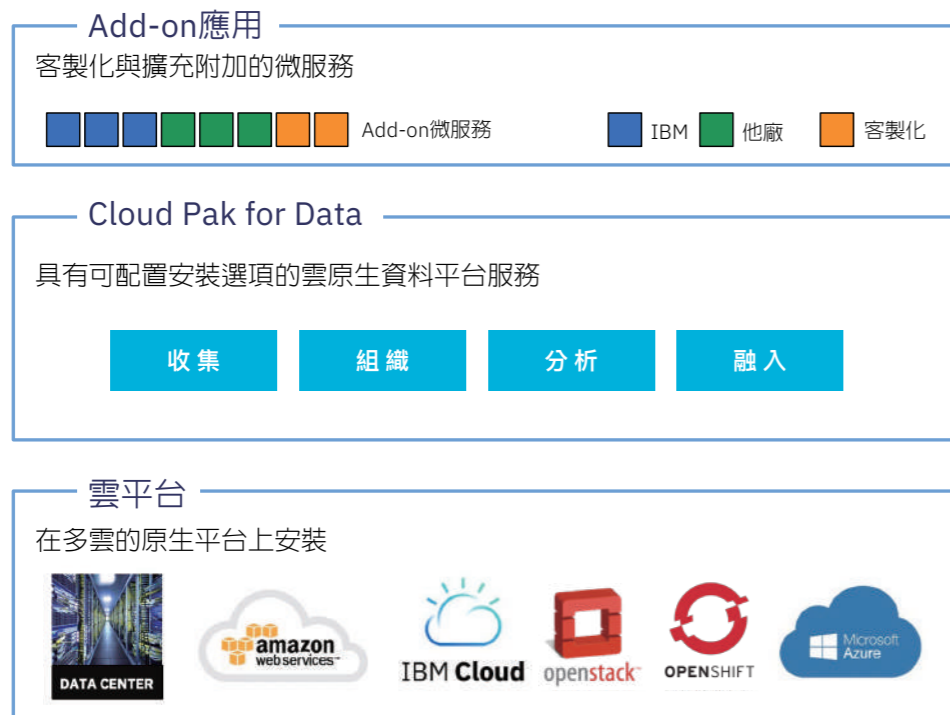 Add-on應用
客製化與擴充附加的微服務
Add-on微服務
IBM
他廠
客製化
Cloud Pak for Data
具有可配置安裝選項的雲原生資料平台服務
收集
組織
分析
融入
雲平台
在多雲的原生平台上安裝
DATA CENTER
amazon
webservices™
IBM Cloud
openstack™
OPENSHIFT
Microsoft
Azure